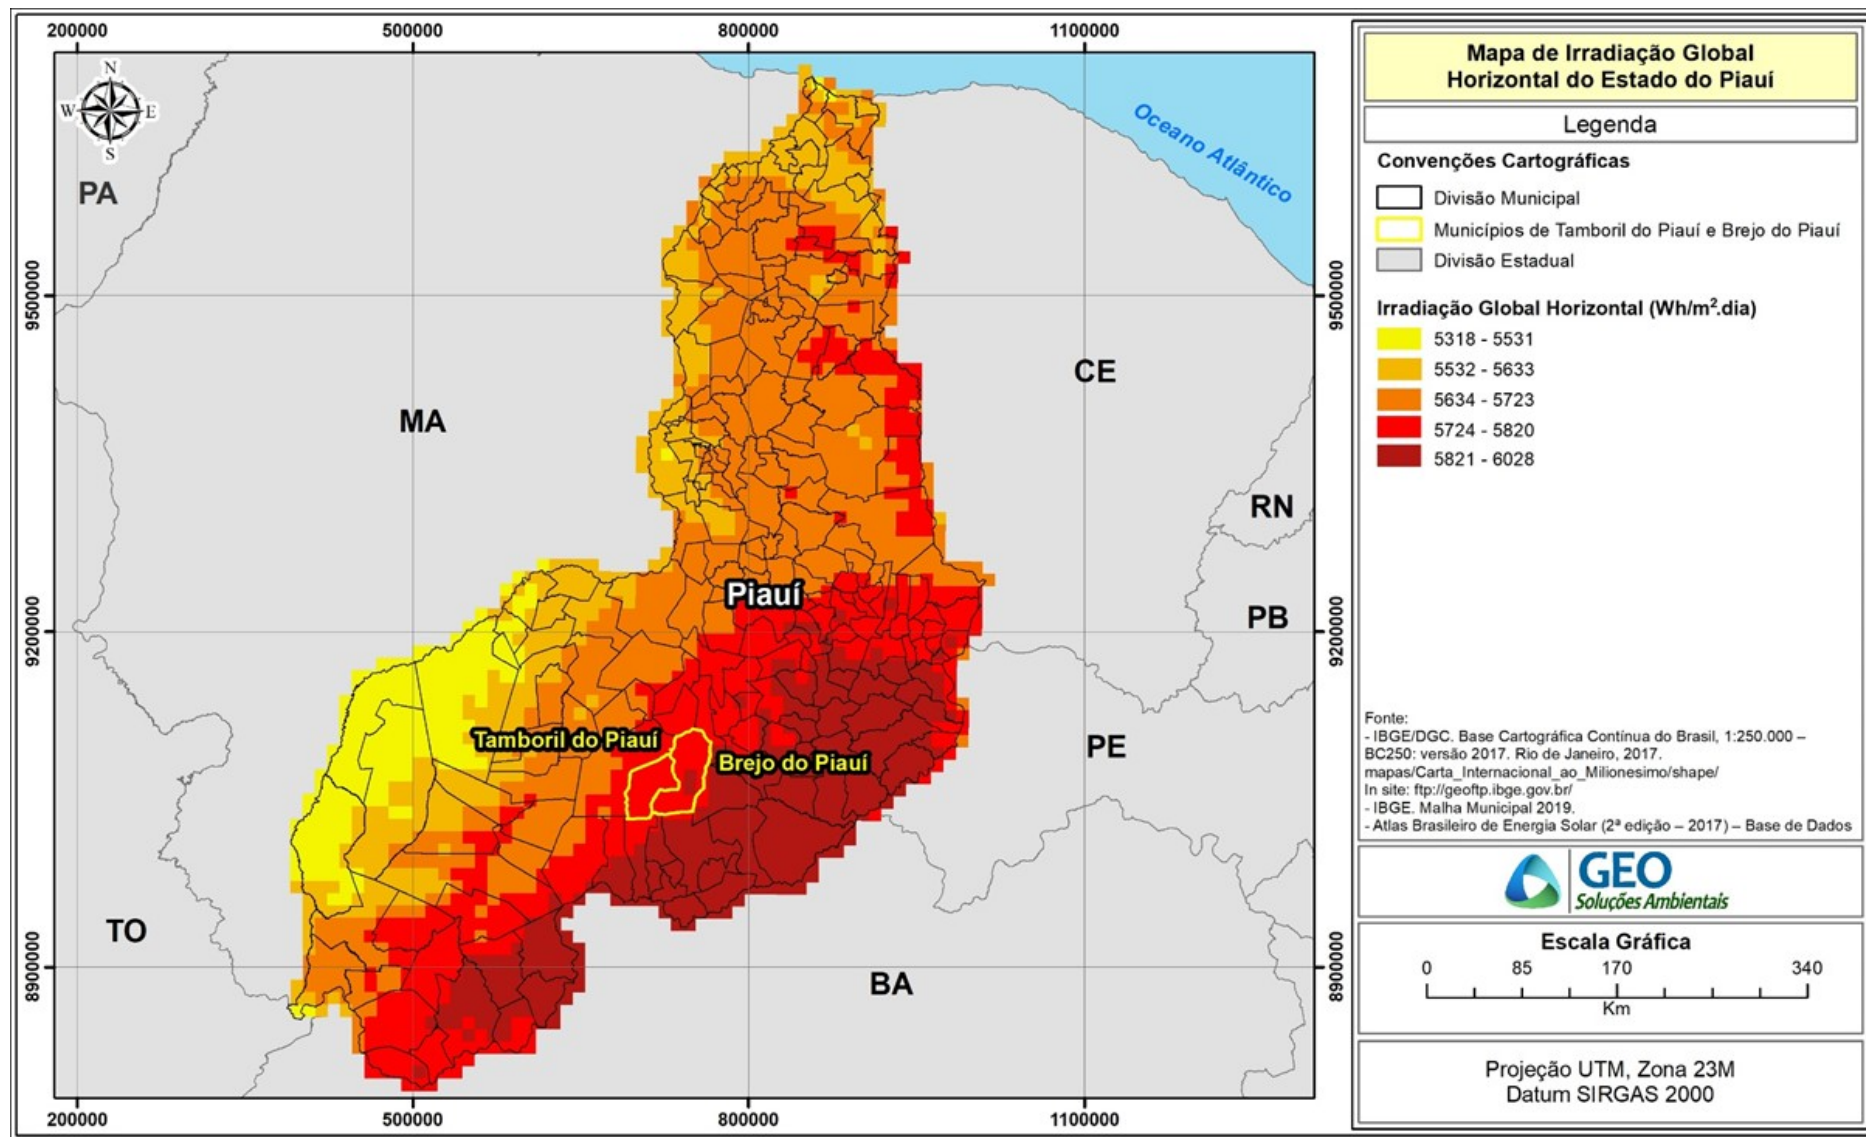 200000
500000
800000
1100000
N
W
E
S
PA
Oceano Atlântico
9500000
9500000
CE
MA
RN
Piauí
PB
9200000
9200000
Tamboril do Piauí
Brejo do Piauí
PE
TO
BA
8900000
8900000
200000
500000
800000
1100000
Mapa de Irradiação Global
Horizontal do Estado do Piauí
Legenda
Convenções Cartográficas
Divisão Municipal
Municípios de Tamboril do Piauí e Brejo do Piauí
Divisão Estadual
Irradiação Global Horizontal (Wh/m².dia)
5318 - 5531
5532 - 5633
5634 - 5723
5724 - 5820
5821 - 6028
Fonte:
- IBGE/DGC. Base Cartográfica Contínua do Brasil, 1:250.000 –
BC250: versão 2017. Rio de Janeiro, 2017.
mapas/Carta_Internacional_ao_Milionesimo/shape/
In site: ftp://geoftp.ibge.gov.br/
- IBGE. Malha Municipal 2019.
- Atlas Brasileiro de Energia Solar (2ª edição – 2017) – Base de Dados
GEO
Soluções Ambientais
Escala Gráfica
0 85 170 340
Km
Projeção UTM, Zona 23M
Datum SIRGAS 2000